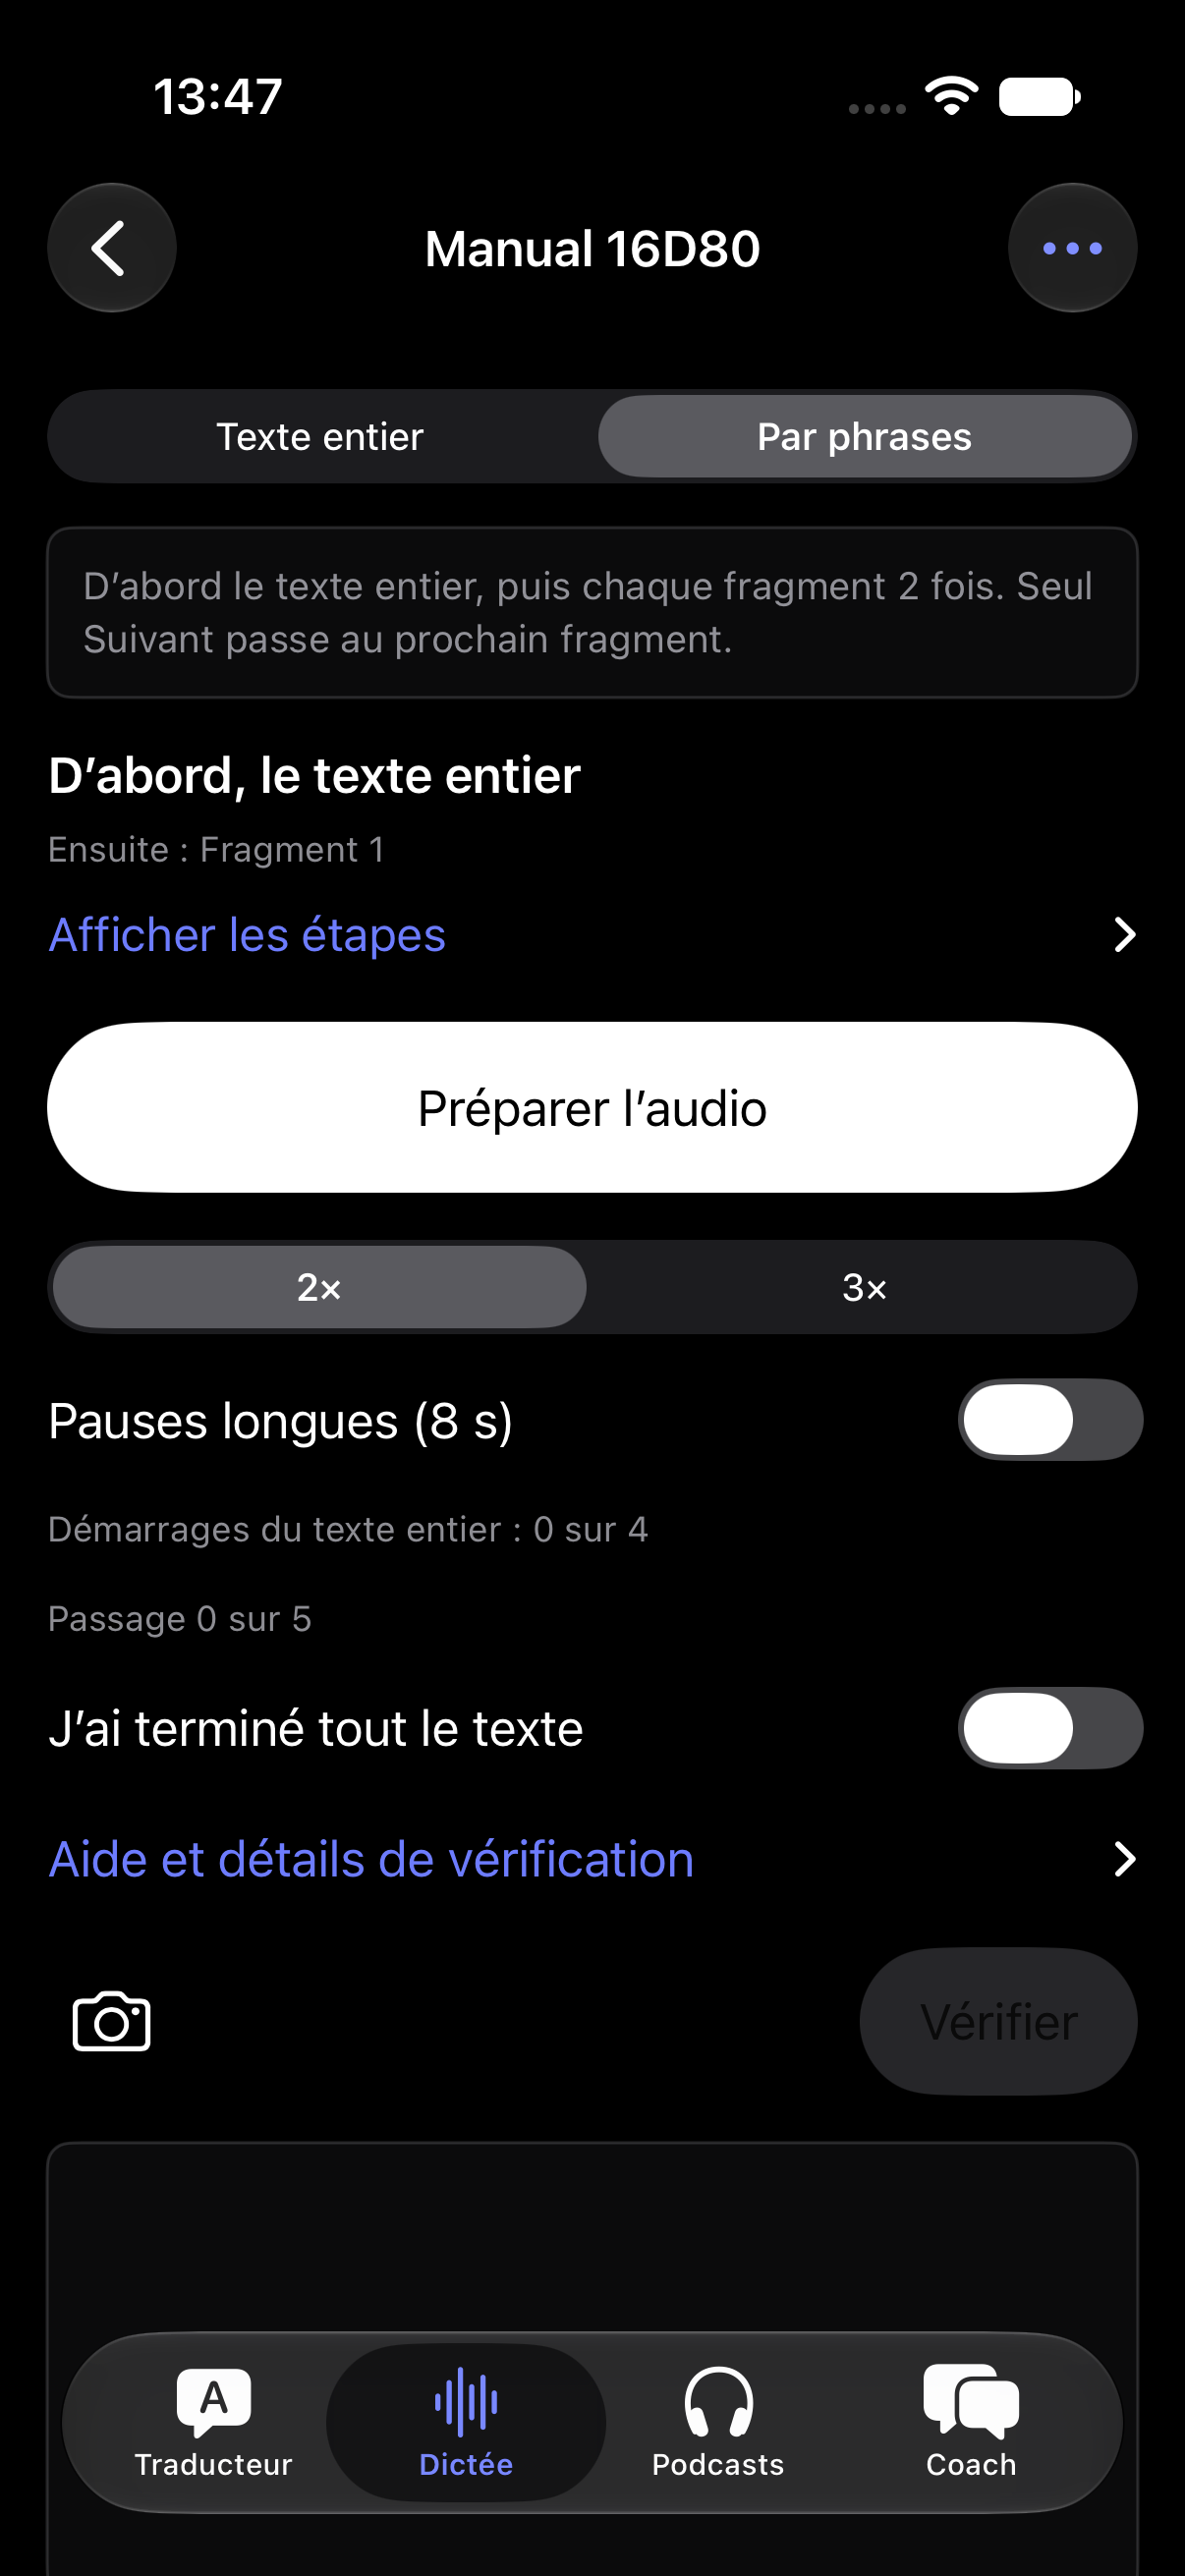 13:47
Manual 16D80
Texte entier
Par phrases
D’abord le texte entier, puis chaque fragment 2 fois. Seul
Suivant passe au prochain fragment.
D’abord, le texte entier
Ensuite : Fragment 1
Afficher les étapes
Préparer l’audio
2×
3×
Pauses longues (8 s)
Démarrages du texte entier : 0 sur 4
Passage 0 sur 5
J’ai terminé tout le texte
Aide et détails de vérification
Vérifier
A
Traducteur
Dictée
Podcasts
Coach